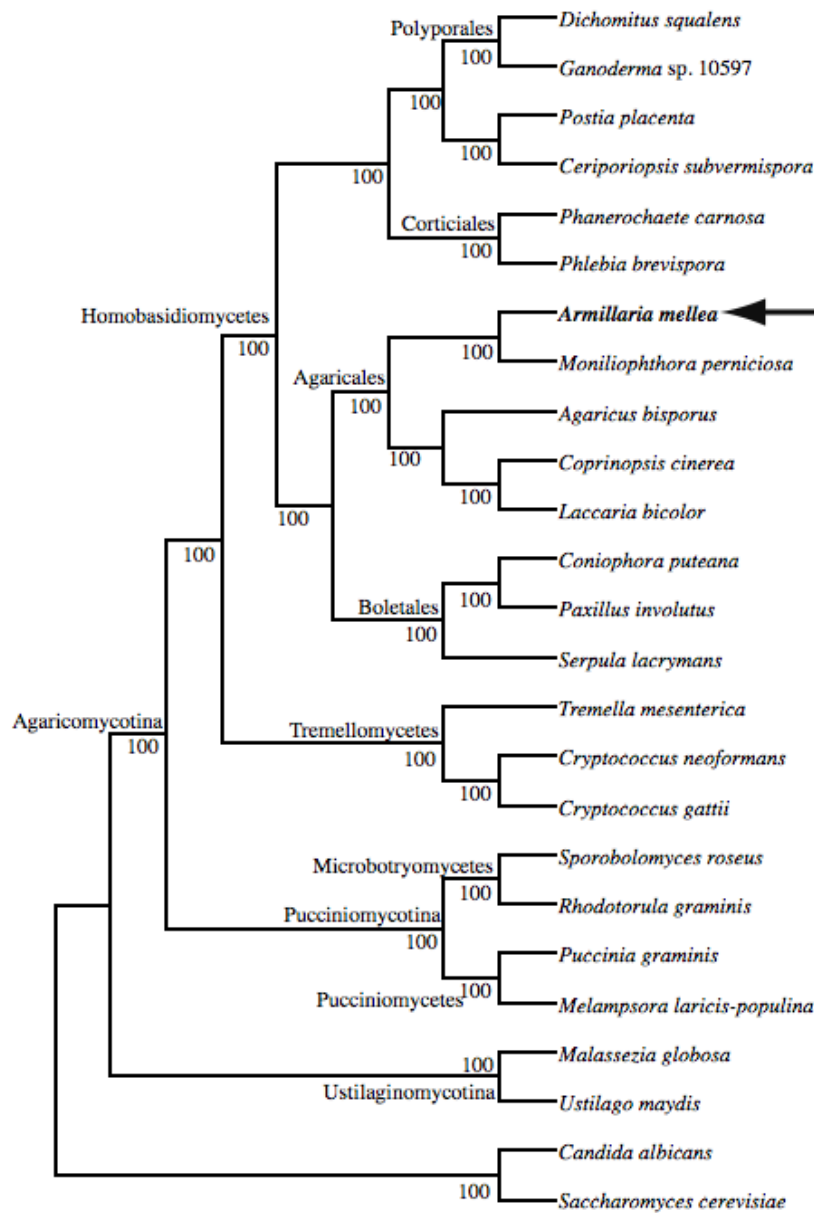 Polyporales
Dichomitus squalens
100
Ganoderma sp. 10597
100
Postia placenta
100
Ceriporiopsis subvermispora
100
Corticiales
Phanerochaete carnosa
100
Phlebia brevispora
Homobasidiomycetes
100
Armillaria mellea
100
Moniliophthora perniciosa
Agaricales
100
Agaricus bisporus
100
Coprinopsis cinerea
100
Laccaria bicolor
100
100
Coniophora puteana
100
Boletales
Paxillus involutus
100
Serpula lacrymans
Agaricomycotina
100
Tremellomycetes
Tremella mesenterica
100
Cryptococcus neoformans
100
Cryptococcus gattii
Microbotryomycetes
Sporobolomyces roseus
100
Rhodotorula graminis
Pucciniomycotina
100
Puccinia graminis
Pucciniomycetes
100
Melampsora laricis-populina
100
Malassezia globosa
Ustilaginomycotina
Ustilago maydis
Candida albicans
100
Saccharomyces cerevisiae